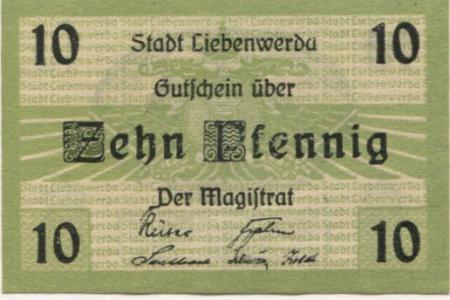 10 Stadt Liebenwerda 10
Gutschein über
Zehn Pfennig
Der Magistrat
10 10